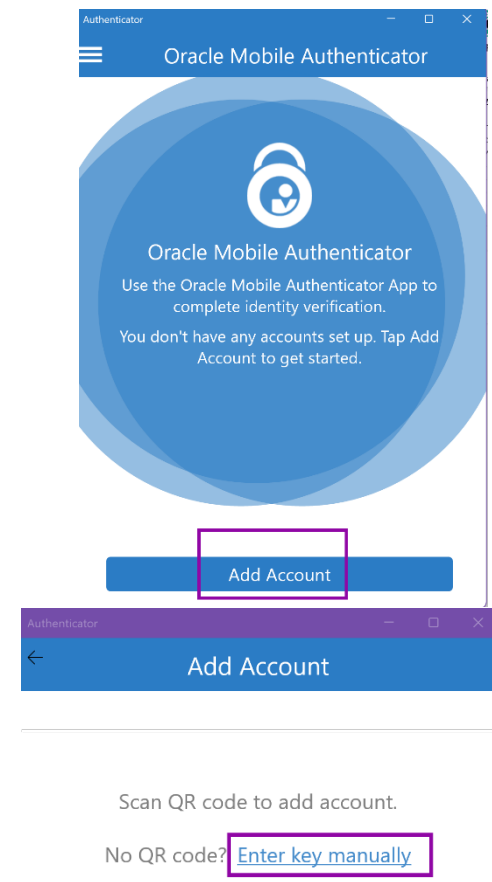 Authenticator
Oracle Mobile Authenticator
Oracle Mobile Authenticator
Use the Oracle Mobile Authenticator App to
complete identity verification.
You don't have any accounts set up. Tap Add
Account to get started.
Add Account
Authenticator
Add Account
Scan QR code to add account.
No QR code? Enter key manually